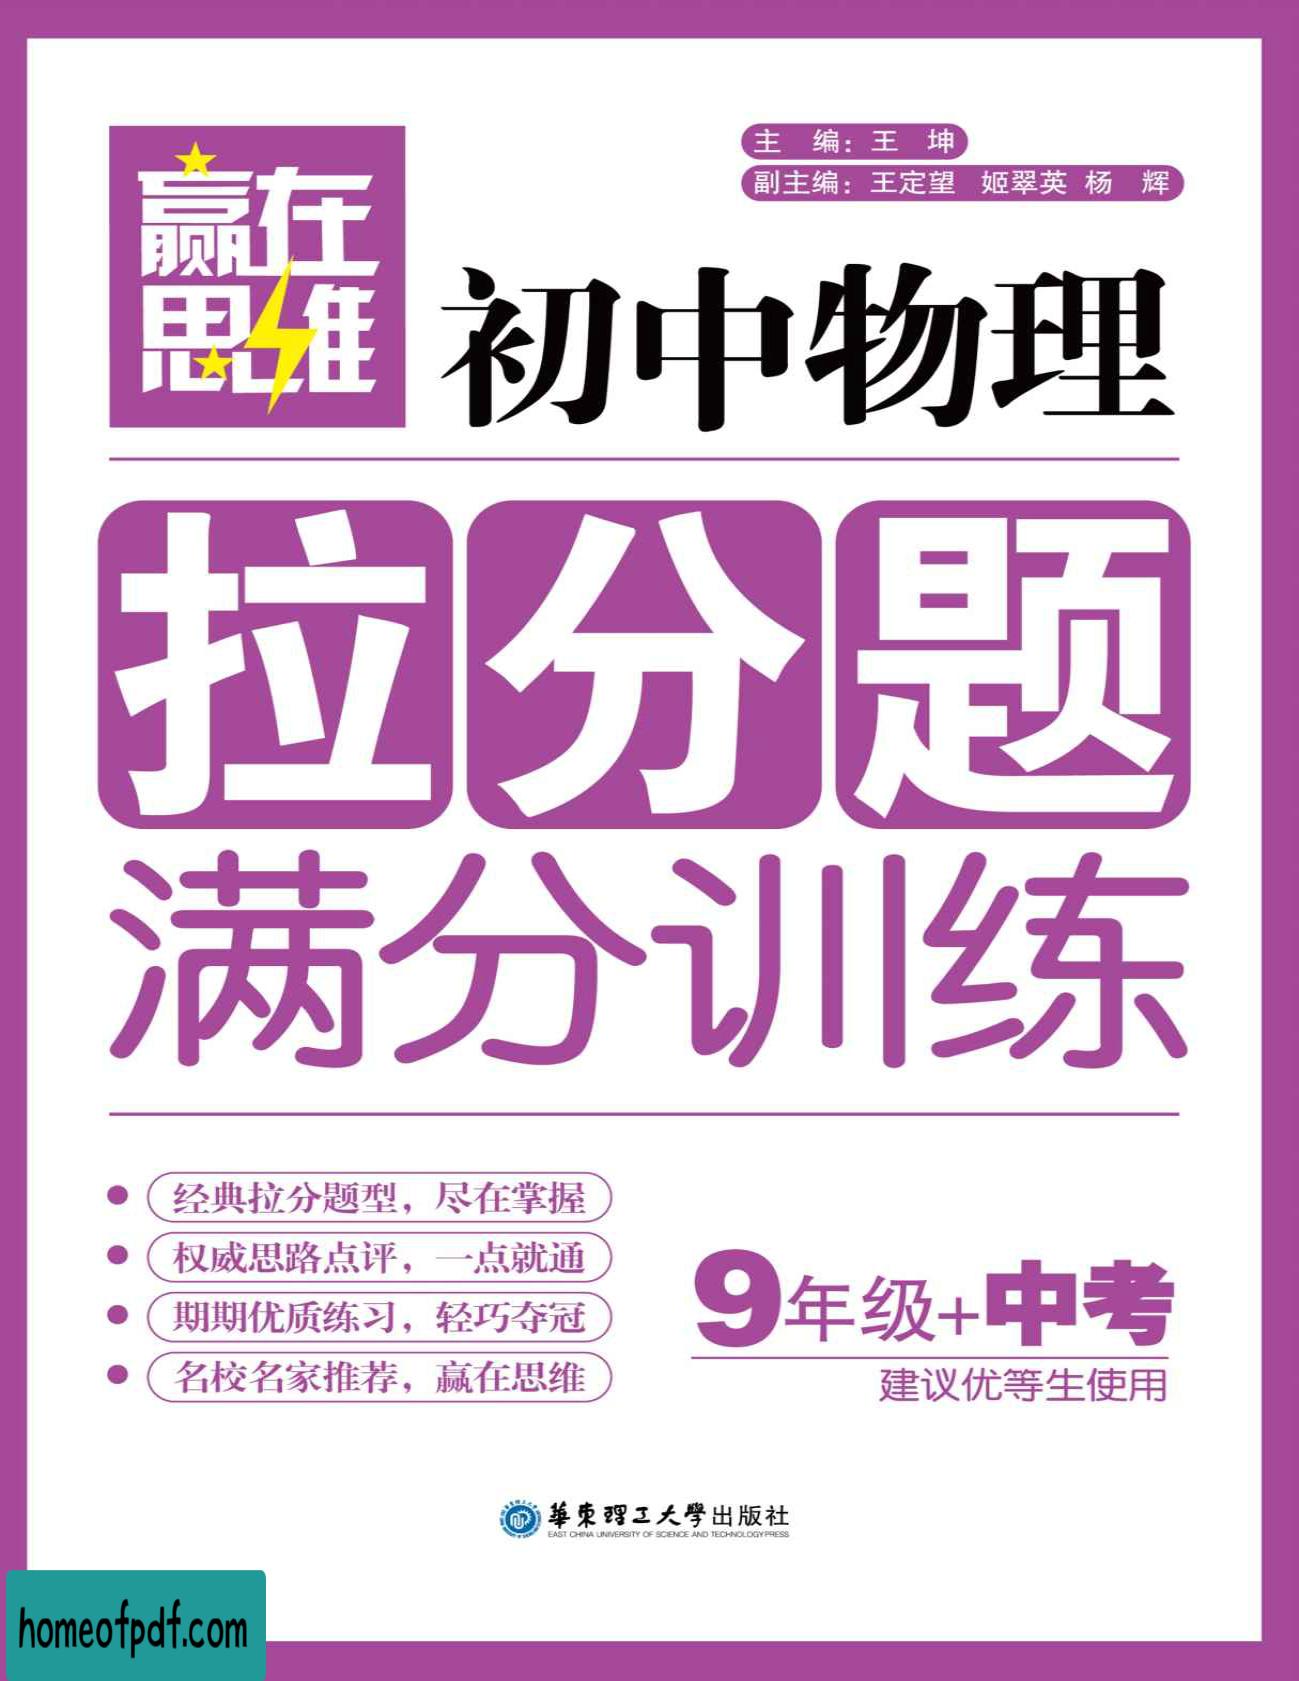 主 编：王 坤
副主编：王定望 姬翠英 杨 辉
赢在
思维
初中物理
拉分题
满分训练
经典拉分题型，尽在掌握
权威思路点评，一点就通
期期优质练习，轻巧夺冠
名校名家推荐，赢在思维
9年级+中考
建议优等生使用
華東理工大學出版社
EAST CHINA UNIVERSITY OF SCIENCE AND TECHNOLOGY PRESS
homeofpdf.com